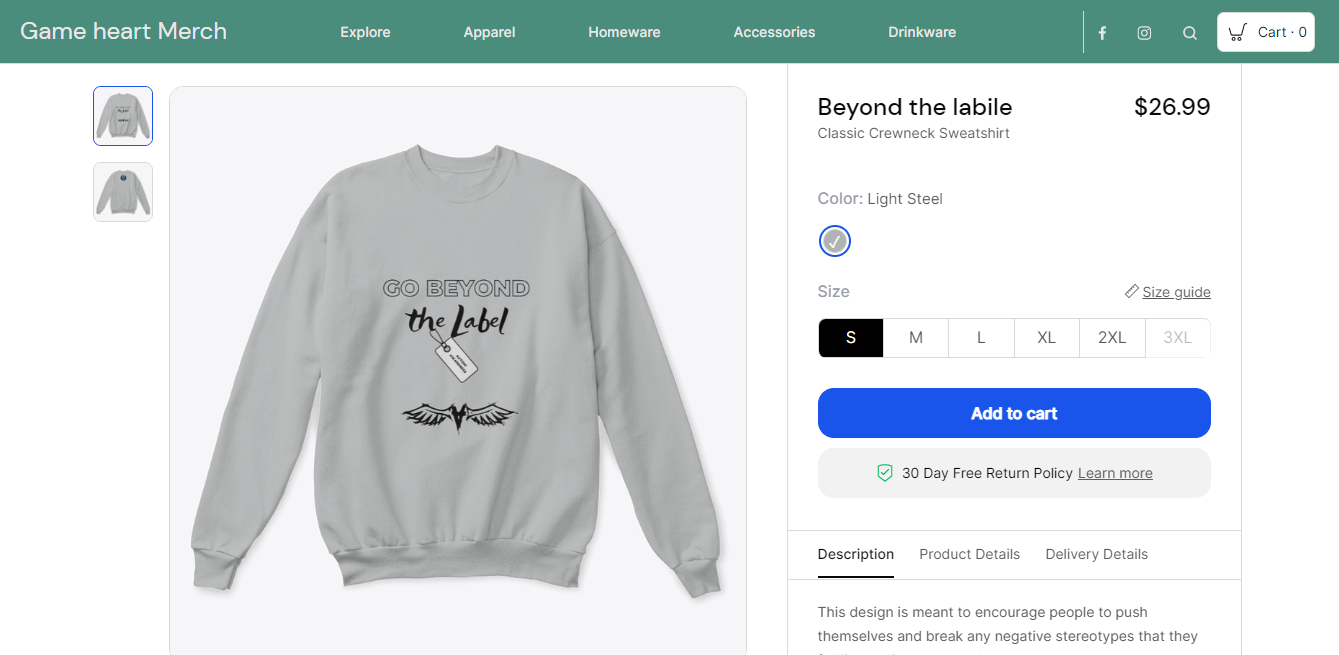 Game heart Merch
Explore
Apparel
Homeware
Accessories
Drinkware
Cart · 0
GO BEYOND
the Label
Beyond the labile
$26.99
Classic Crewneck Sweatshirt
Color: Light Steel
Size
Size guide
S
M
L
XL
2XL
3XL
Add to cart
30 Day Free Return Policy Learn more
Description
Product Details
Delivery Details
This design is meant to encourage people to push
themselves and break any negative stereotypes that they